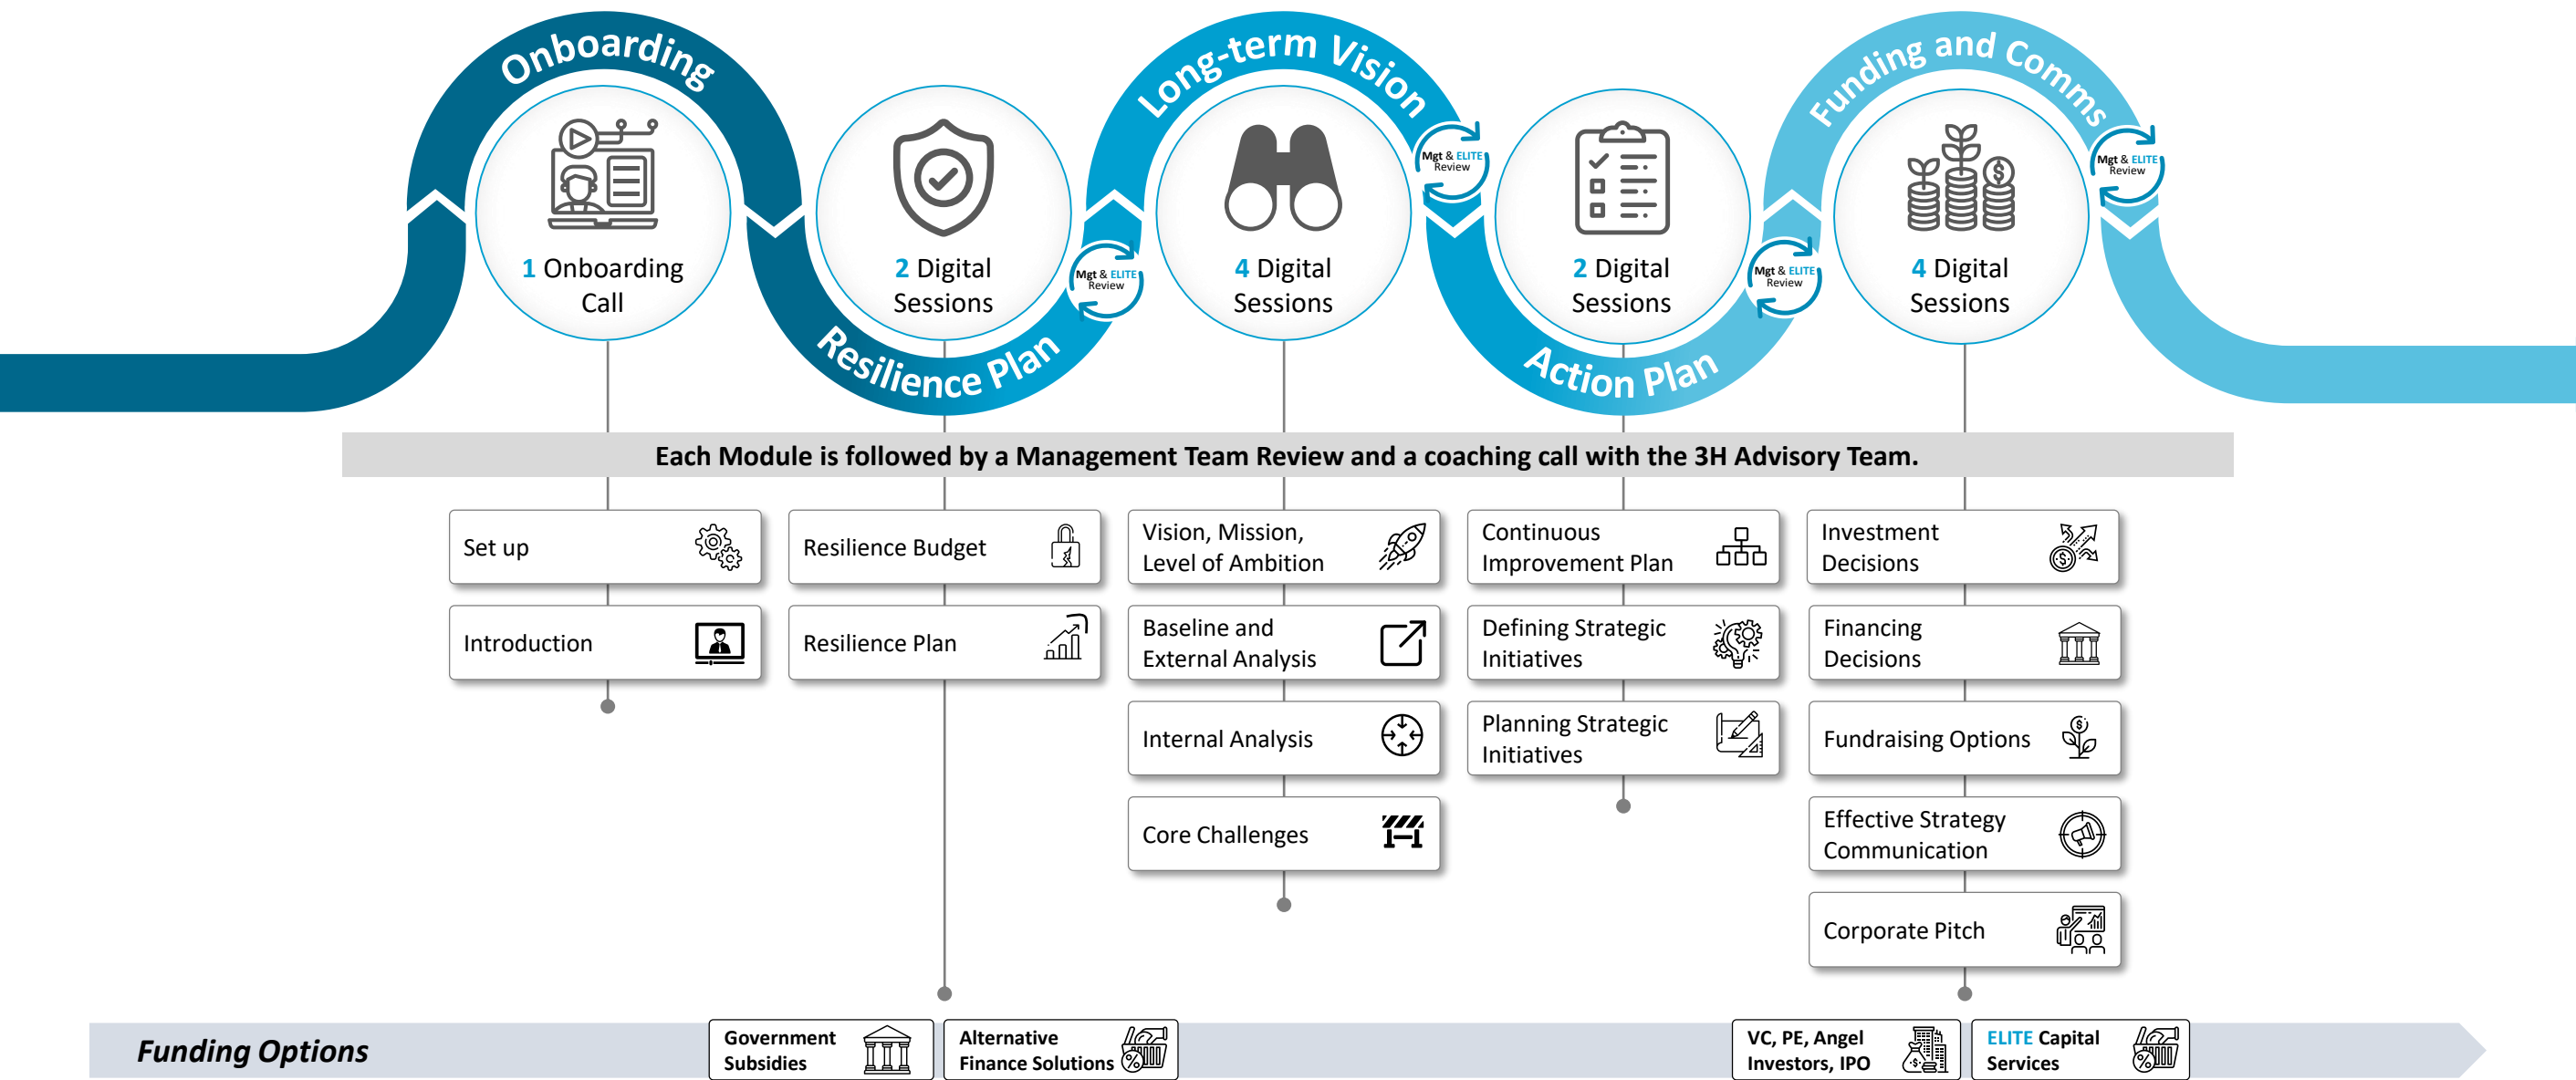 Onboarding
1 Onboarding
Call
Resilience Plan
2 Digital
Sessions
Mgt & ELITE
Review
Long-term Vision
4 Digital
Sessions
Mgt & ELITE
Review
Action Plan
2 Digital
Sessions
Mgt & ELITE
Review
Funding and Comms
4 Digital
Sessions
Mgt & ELITE
Review
Each Module is followed by a Management Team Review and a coaching call with the 3H Advisory Team.
Set up
Introduction
Resilience Budget
Resilience Plan
Vision, Mission,
Level of Ambition
Baseline and
External Analysis
Internal Analysis
Core Challenges
Continuous
Improvement Plan
Defining Strategic
Initiatives
Planning Strategic
Initiatives
Investment
Decisions
Financing
Decisions
Fundraising Options
Effective Strategy
Communication
Corporate Pitch
Funding Options
Government
Subsidies
Alternative
Finance Solutions
VC, PE, Angel
Investors, IPO
ELITE Capital
Services